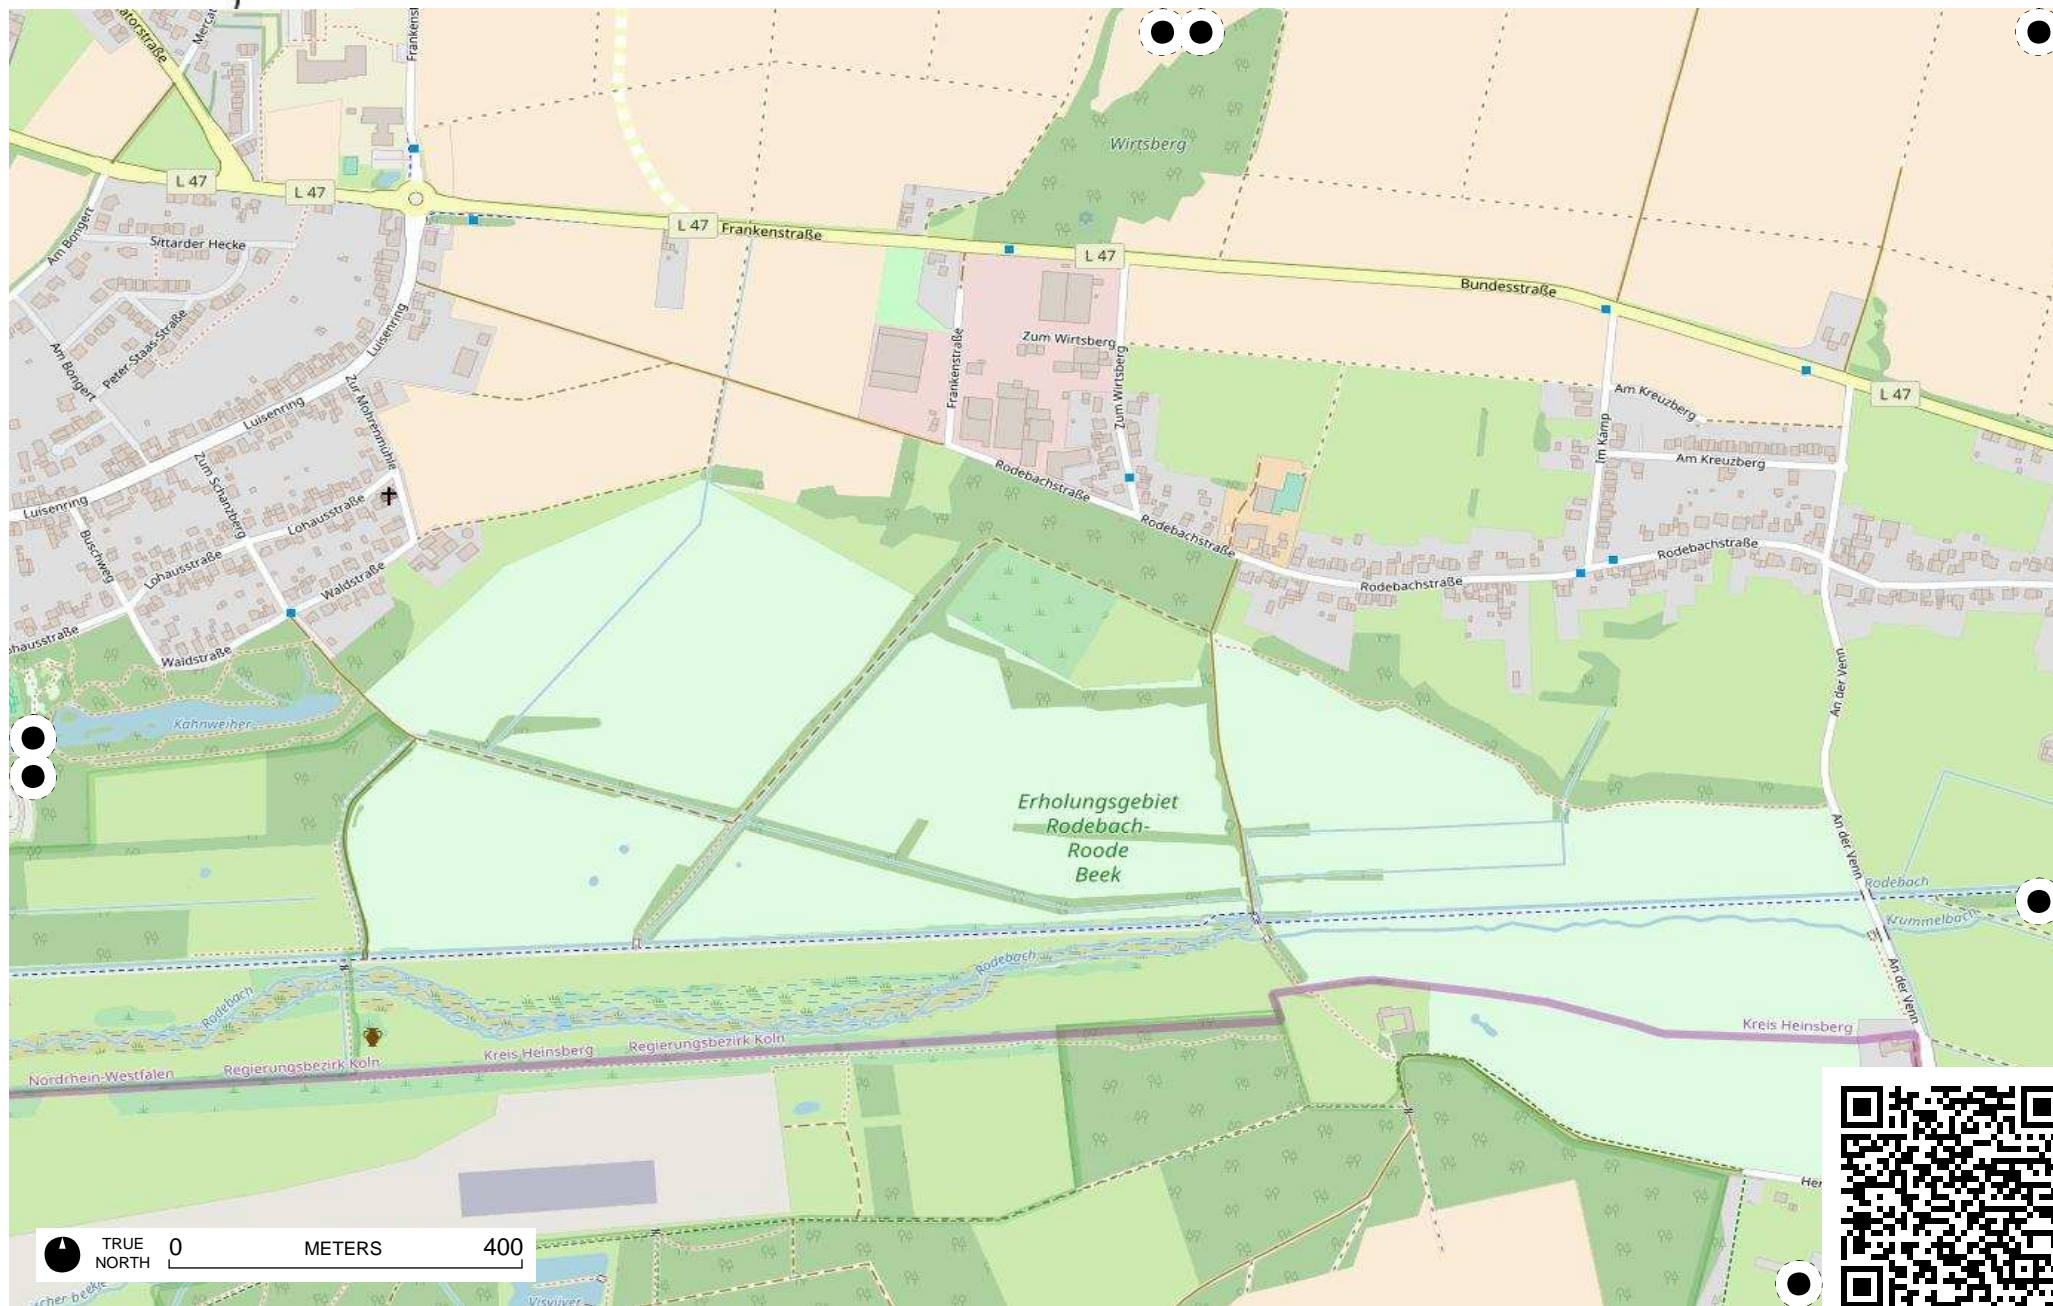 Frankenst
L 47
L 47
L 47
Frankenstraße
L 47
Bundesstraße
L 47
Wirtsberg
Am Bongert
Sittarder Hecke
Peter-Staas-Straße
Am Bongert
Luisenring
Luisenring
Luisenring
Zur Mohrenmühle
Zum Schanzberg
Lohausstraße
Lohausstraße
ohausstraße
Buschweg
Waldstraße
Waldstraße
Frankenstraße
Zum Wirtsberg
Zum Wirtsberg
Rodebachstraße
Rodebachstraße
Rodebachstraße
Rodebachstraße
Am Kreuzberg
Am Kreuzberg
Im Kamp
An der Venn
An der Venn
An der Venn
Kahnweiher
Erholungsgebiet
Rodebach-
Roode
Beek
Rodebach
Krummelbach
Rodebach
Rodebach
Kreis Heinsberg
Nordrhein-Westfalen
Regierungsbezirk Köln
Kreis Heinsberg
Regierungsbezirk Köln
Her
TRUE
NORTH
0 METERS 400
Visvijver